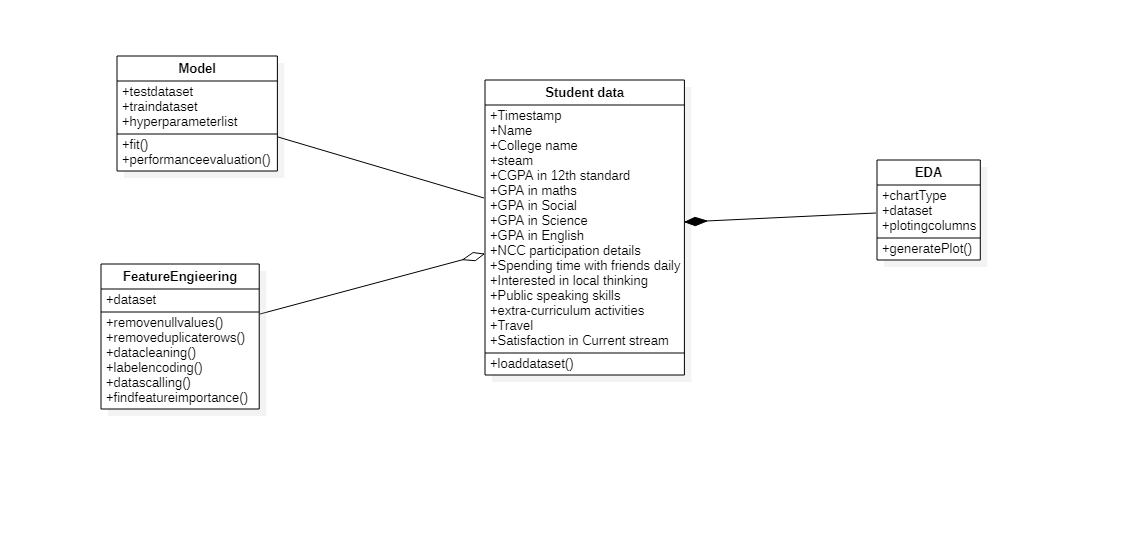 Model
+testdataset
+traindataset
+hyperparameterlist
+fit()
+performanceevaluation()
FeatureEngieering
+dataset
+removenullvalues()
+removeduplicaterows()
+datacleaning()
+labelencoding()
+datascalling()
+findfeatureimportance()
Student data
+Timestamp
+Name
+College name
+steam
+CGPA in 12th standard
+GPA in maths
+GPA in Social
+GPA in Science
+GPA in English
+NCC participation details
+Spending time with friends daily
+Interested in local thinking
+Public speaking skills
+extra-curriculum activities
+Travel
+Satisfaction in Current stream
+loaddataset()
EDA
+chartType
+dataset
+plotingcolumns
+generatePlot()